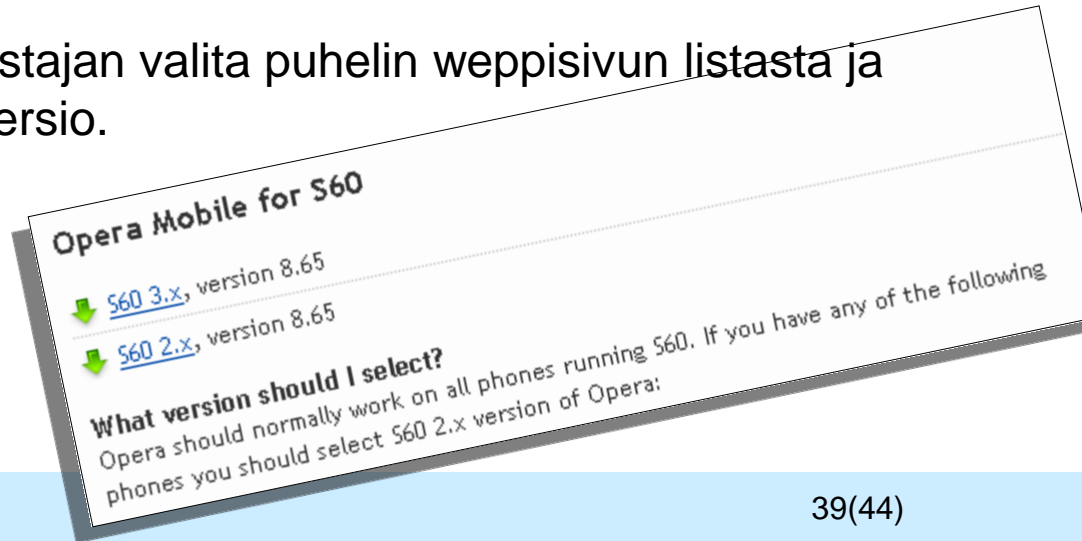 stajan valita puhelin weppisivun listasta ja
ersio.
Opera Mobile for S60
S60 3.x, version 8.65
S60 2.x, version 8.65
What version should I select?
Opera should normally work on all phones running S60. If you have any of the following
phones you should select S60 2.x version of Opera:
39(44)